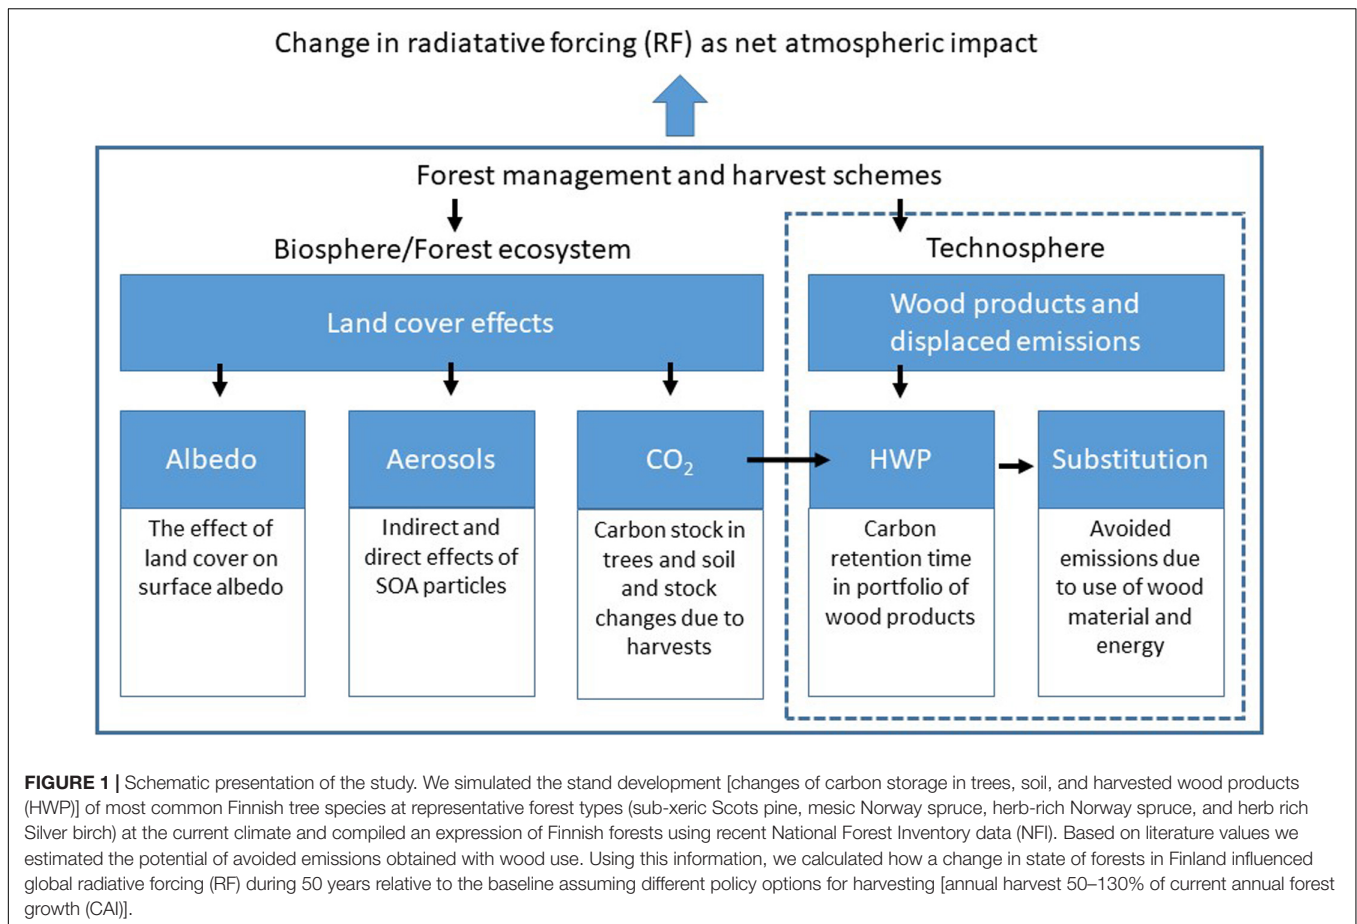 Change in radiatative forcing (RF) as net atmospheric impact
Forest management and harvest schemes
Biosphere/Forest ecosystem
Technosphere
Land cover effects
Wood products and
displaced emissions
Albedo
Aerosols
CO₂
HWP
Substitution
The effect of
land cover on
surface albedo
Indirect and
direct effects of
SOA particles
Carbon stock in
trees and soil
and stock
changes due to
harvests
Carbon
retention time
in portfolio of
wood products
Avoided
emissions due
to use of wood
material and
energy
FIGURE 1 | Schematic presentation of the study. We simulated the stand development [changes of carbon storage in trees, soil, and harvested wood products
(HWP)] of most common Finnish tree species at representative forest types (sub-xeric Scots pine, mesic Norway spruce, herb-rich Norway spruce, and herb rich
Silver birch) at the current climate and compiled an expression of Finnish forests using recent National Forest Inventory data (NFI). Based on literature values we
estimated the potential of avoided emissions obtained with wood use. Using this information, we calculated how a change in state of forests in Finland influenced
global radiative forcing (RF) during 50 years relative to the baseline assuming different policy options for harvesting [annual harvest 50–130% of current annual forest
growth (CAI)].